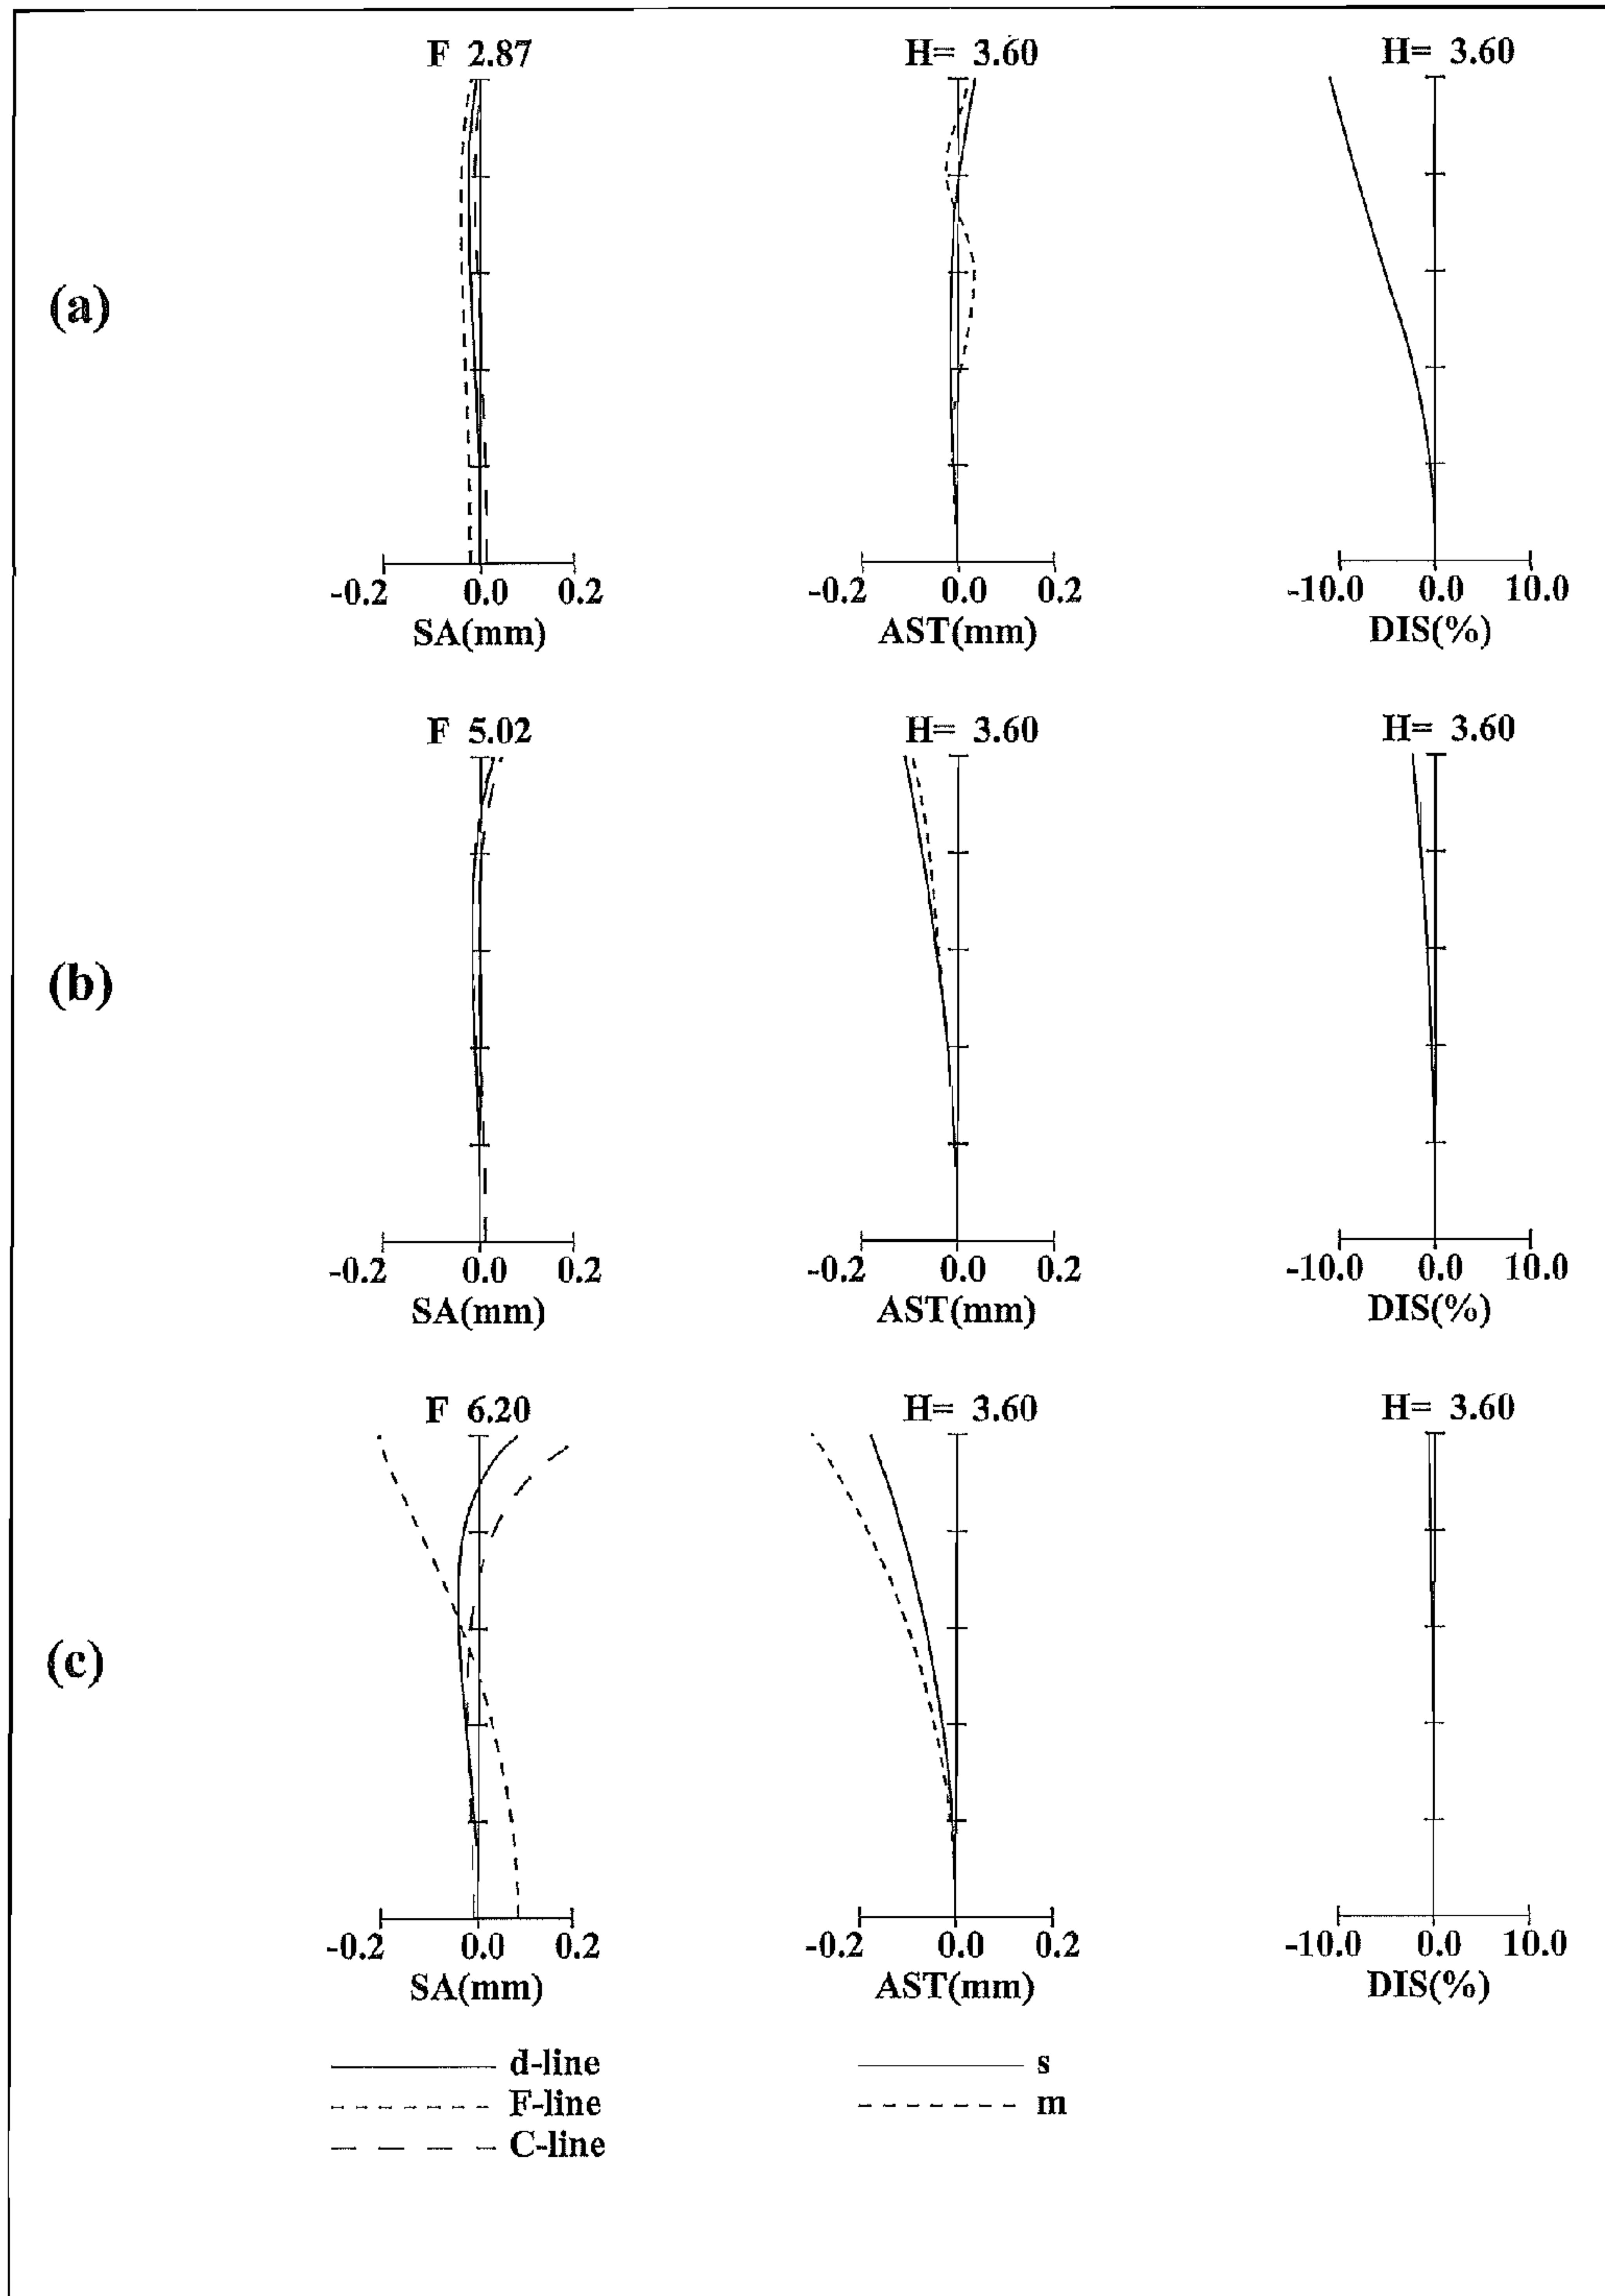 F 2.87 H= 3.60 H= 3.60
(a)
-0.2 0.0 0.2 -0.2 0.0 0.2 -10.0 0.0 10.0
SA(mm) AST(mm) DIS(%)
F 5.02 H= 3.60 H= 3.60
(b)
-0.2 0.0 0.2 -0.2 0.0 0.2 -10.0 0.0 10.0
SA(mm) AST(mm) DIS(%)
F 6.20 H= 3.60 H= 3.60
(c)
-0.2 0.0 0.2 -0.2 0.0 0.2 -10.0 0.0 10.0
SA(mm) AST(mm) DIS(%)
d-line s
F-line m
C-line